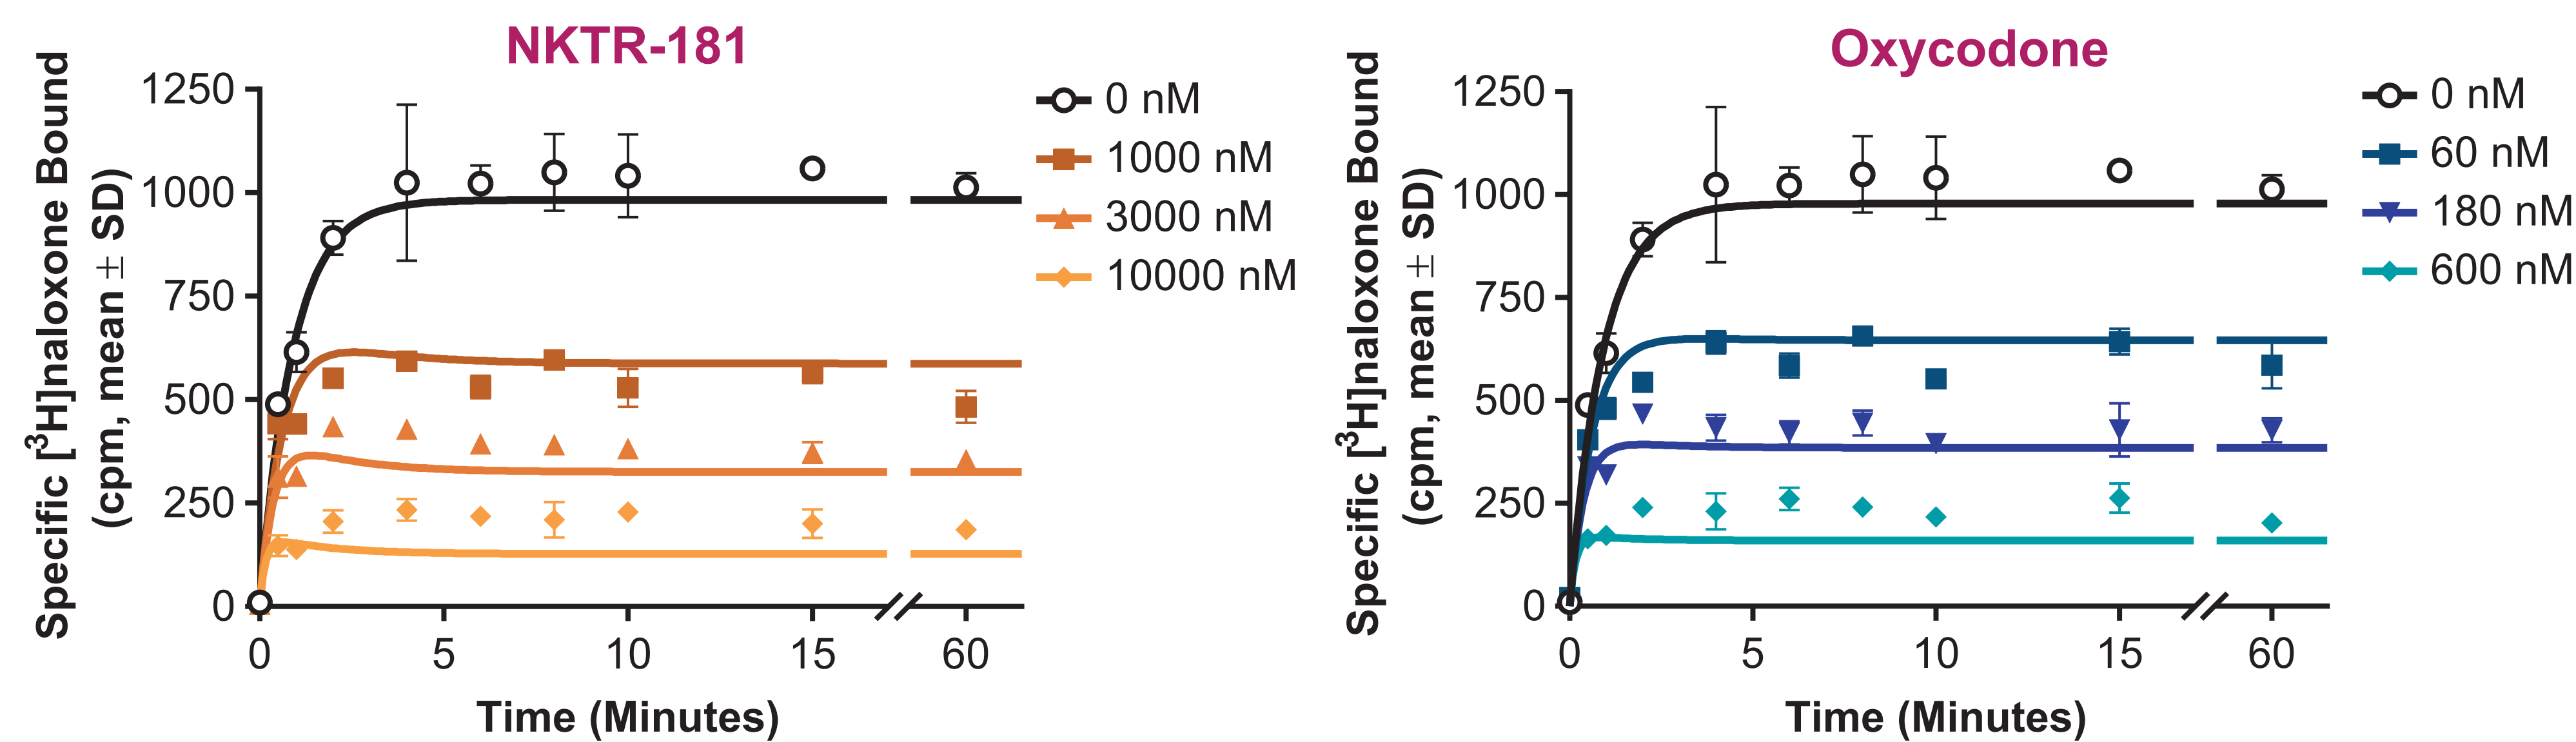 NKTR-181
Specific [³H]naloxone Bound
(cpm, mean ± SD)
1250
1000
750
500
250
0
0 5 10 15 60
Time (Minutes)
0 nM
1000 nM
3000 nM
10000 nM
Oxycodone
Specific [³H]naloxone Bound
(cpm, mean ± SD)
1250
1000
750
500
250
0
0 5 10 15 60
Time (Minutes)
0 nM
60 nM
180 nM
600 nM